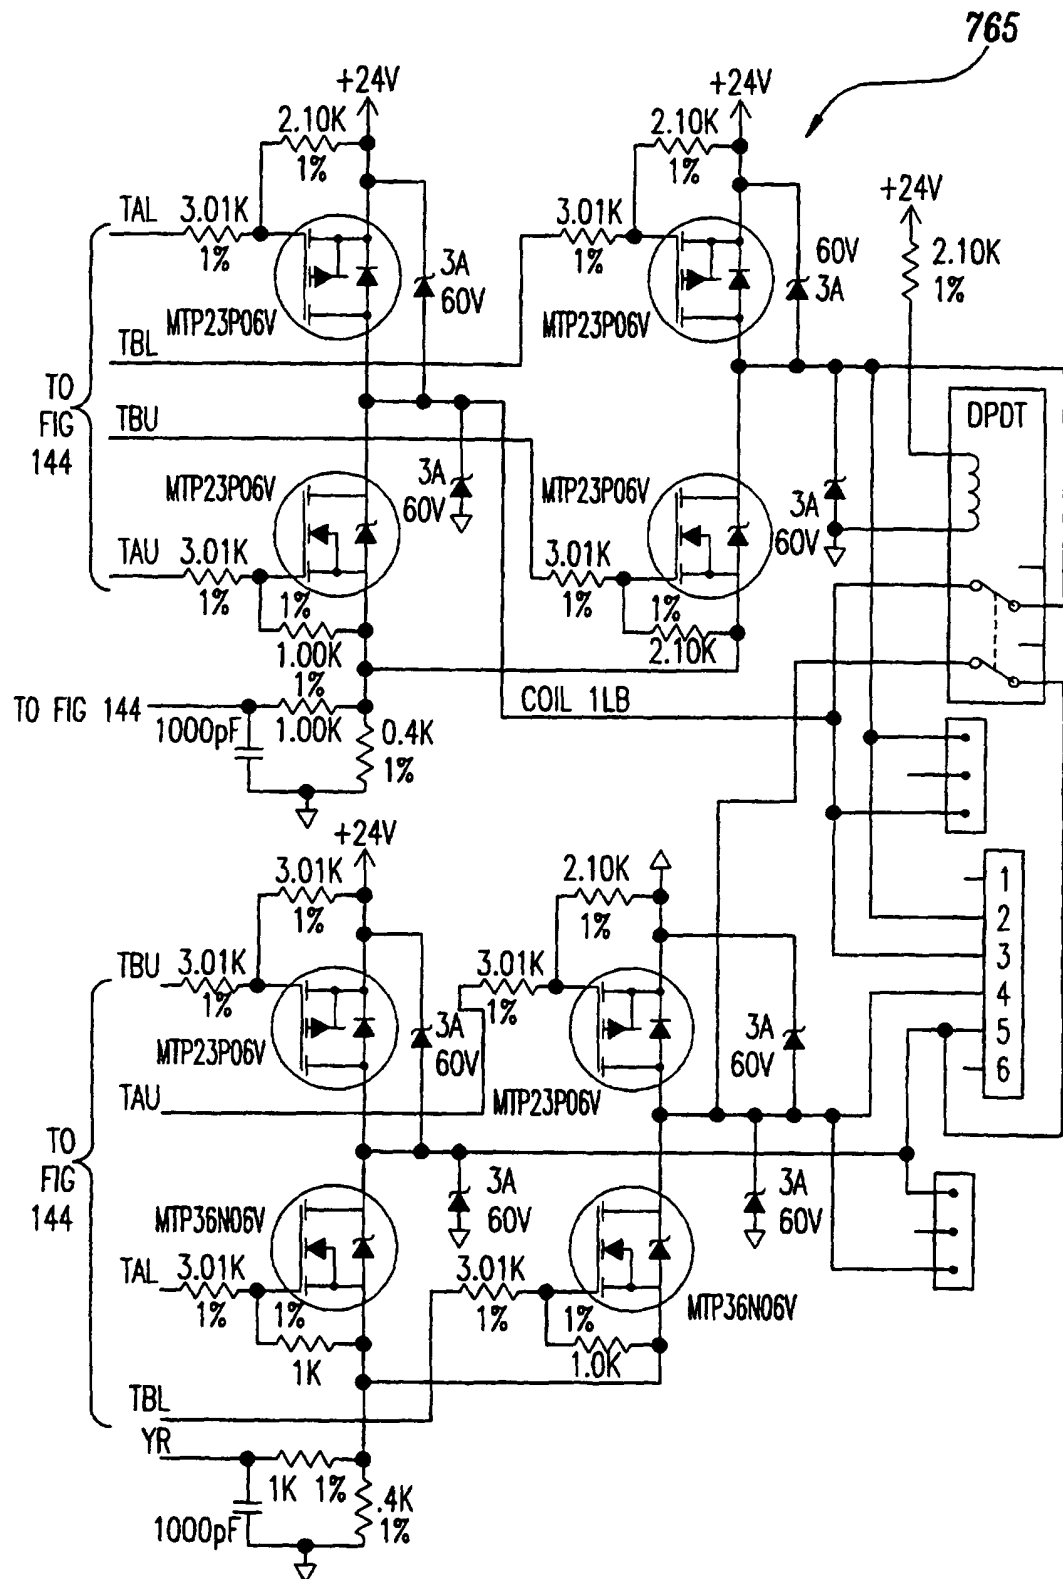 765
+24V
+24V
2.10K
1%
2.10K
1%
+24V
2.10K
1%
TAL
3.01K
1%
3.01K
1%
3A
60V
60V
3A
MTP23P06V
MTP23P06V
TBL
TO
FIG
144
TBU
DPDT
MTP23P06V
3A
60V
MTP23P06V
3A
60V
TAU
3.01K
1%
1%
1.00K
3.01K
1%
1%
2.10K
TO FIG 144
1%
1.00K
1000pF
0.4K
1%
COIL 1LB
+24V
3.01K
1%
2.10K
1%
1
2
3
4
5
6
TBU
3.01K
1%
3.01K
1%
3A
60V
3A
60V
MTP23P06V
MTP23P06V
TAU
TO
FIG
144
MTP36N06V
3A
60V
3A
60V
TAL
3.01K
1%
1%
1K
3.01K
1%
1%
1.0K
MTP36N06V
TBL
YR
1K
1%
.4K
1%
1000pF